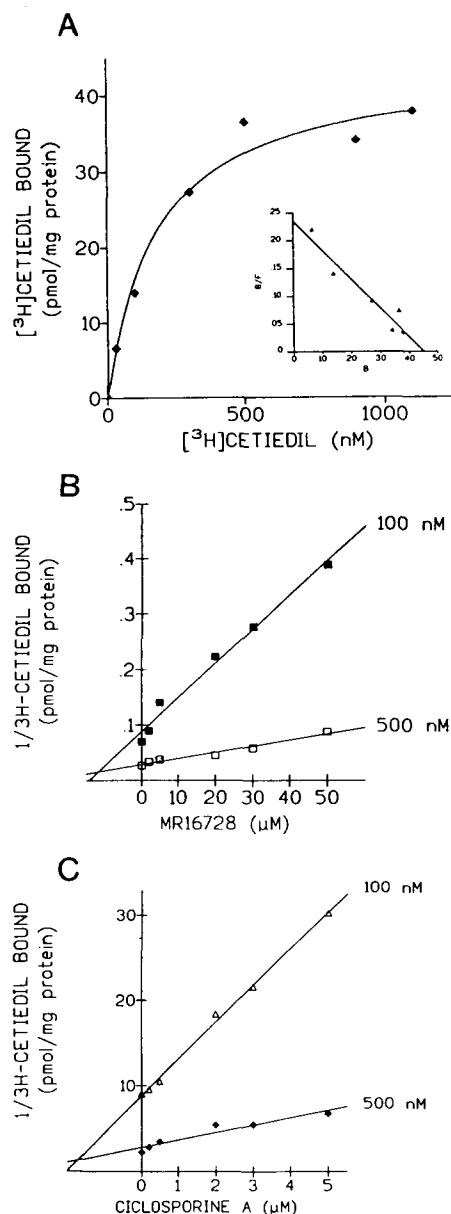 A
[³H]CETIEDIL BOUND
(pmol/mg protein)
40
30
20
10
0
0
500
1000
[³H]CETIEDIL (nM)
B/F
.25
.20
.15
.10
.05
0
0
10
20
30
40
50
B
B
1/3H-CETIEDIL BOUND
(pmol/mg protein)
.5
.4
.3
.2
.1
100 nM
500 nM
0
10
20
30
40
50
MR16728 (µM)
C
1/3H-CETIEDIL BOUND
(pmol/mg protein)
30
20
10
100 nM
500 nM
0
1
2
3
4
5
CICLOSPORINE A (µM)